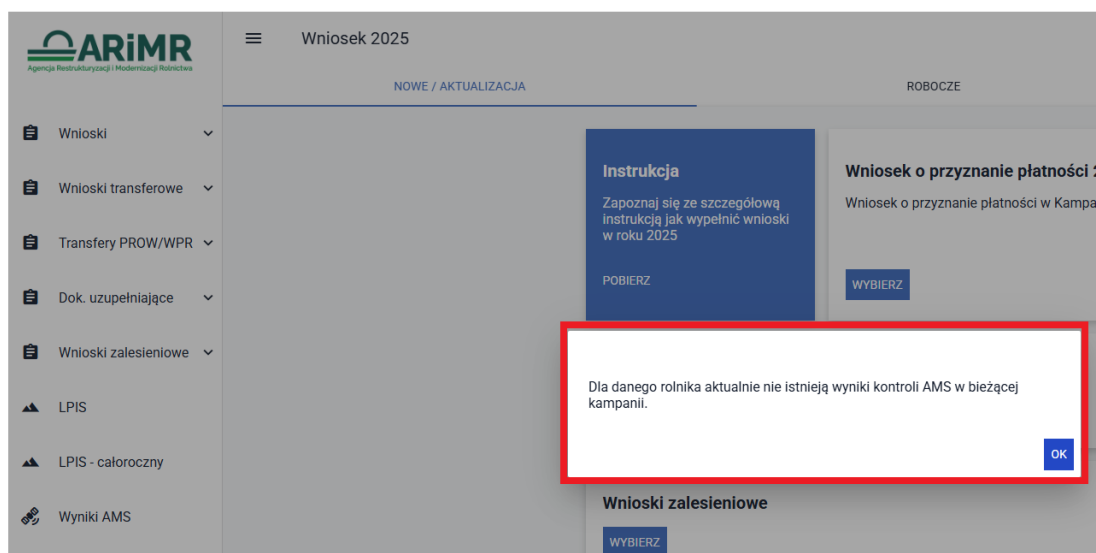 ARiMR
Agencja Restrukturyzacji i Modernizacji Rolnictwa
Wniosek 2025
NOWE / AKTUALIZACJA
ROBOCZE
Wnioski
Wnioski transferowe
Transfery PROW/WPR
Dok. uzupełniające
Wnioski zalesieniowe
LPIS
LPIS - całoroczny
Wyniki AMS
Instrukcja
Zapoznaj się ze szczegółową
instrukcją jak wypełnić wnioski
w roku 2025
POBIERZ
Wniosek o przyznanie płatności
Wniosek o przyznanie płatności w Kampa
WYBIERZ
Dla danego rolnika aktualnie nie istnieją wyniki kontroli AMS w bieżącej
kampanii.
OK
Wnioski zalesieniowe
WYBIERZ